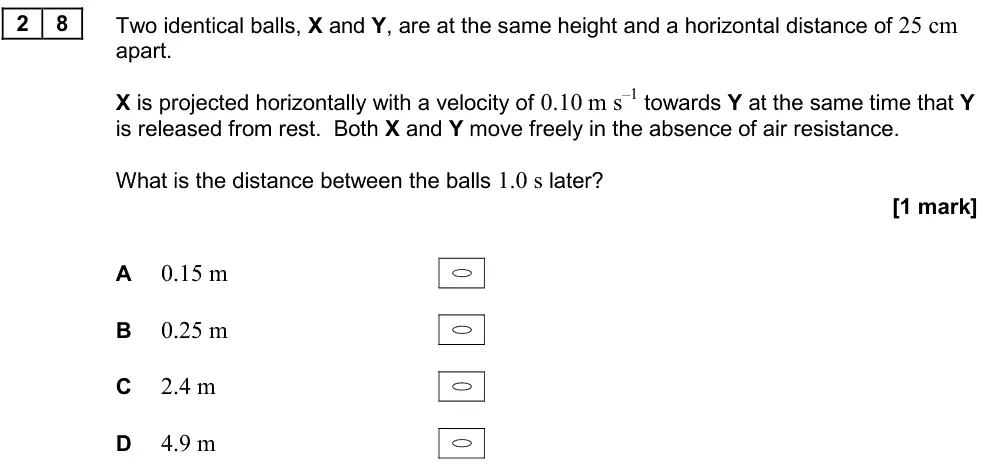 2 8 Two identical balls, X and Y, are at the same height and a horizontal distance of 25 cm
apart.
X is projected horizontally with a velocity of 0.10 m s⁻¹ towards Y at the same time that Y
is released from rest. Both X and Y move freely in the absence of air resistance.
What is the distance between the balls 1.0 s later?
[1 mark]
A 0.15 m
B 0.25 m
C 2.4 m
D 4.9 m